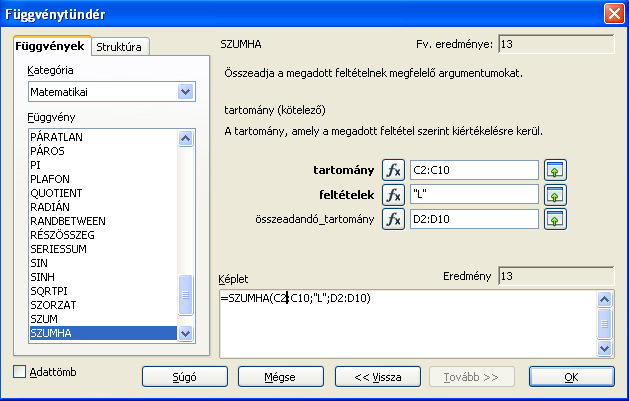 Függvénytündér
Függvények
Struktúra
Kategória
Matematikai
Függvény
PÁRATLAN
PÁROS
PI
PLAFON
QUOTIENT
RADIÁN
RANDBETWEEN
RÉSZÖSSZEG
SERIESSUM
SIN
SINH
SQRTPI
SZORZAT
SZUM
SZUMHA
SZUMHA
Fv. eredménye:
13
Összeadja a megadott feltételnek megfelelő argumentumokat.
tartomány (kötelező)
A tartomány, amely a megadott feltétel szerint kiértékelésre kerül.
tartomány
fx
C2:C10
feltételek
fx
"L"
összeadandó_tartomány
fx
D2:D10
Képlet
Eredmény
13
=SZUMHA(C2:C10;"L";D2:D10)
Adattömb
Súgó
Mégse
<< Vissza
Tovább >>
OK